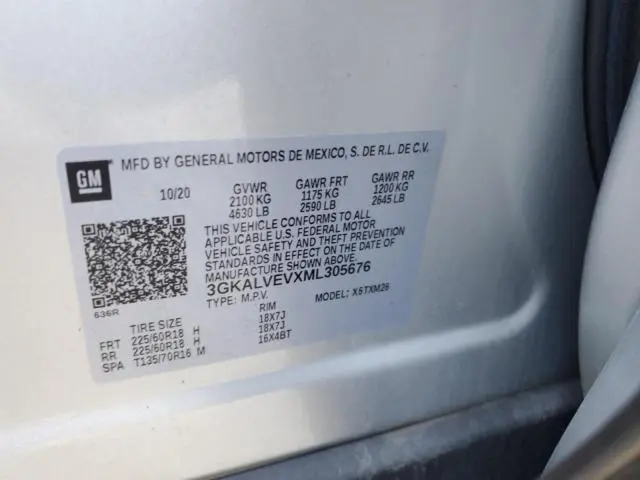 GM
MFD BY GENERAL MOTORS DE MEXICO, S. DE R.L. DE C.V.
10/20 GVWR GAWR FRT GAWR RR
2100 KG 1175 KG 1200 KG
4630 LB 2590 LB 2645 LB
THIS VEHICLE CONFORMS TO ALL
APPLICABLE U.S. FEDERAL MOTOR
VEHICLE SAFETY AND THEFT PREVENTION
STANDARDS IN EFFECT ON THE DATE OF
MANUFACTURE SHOWN ABOVE.
3GKALVEVXML305676
TYPE: M.P.V. MODEL: X6TXM26
636R
TIRE SIZE RIM
FRT 225/60R18 H 18X7J
RR 225/60R18 H 18X7J
SPA T135/70R16 M 16X4BT